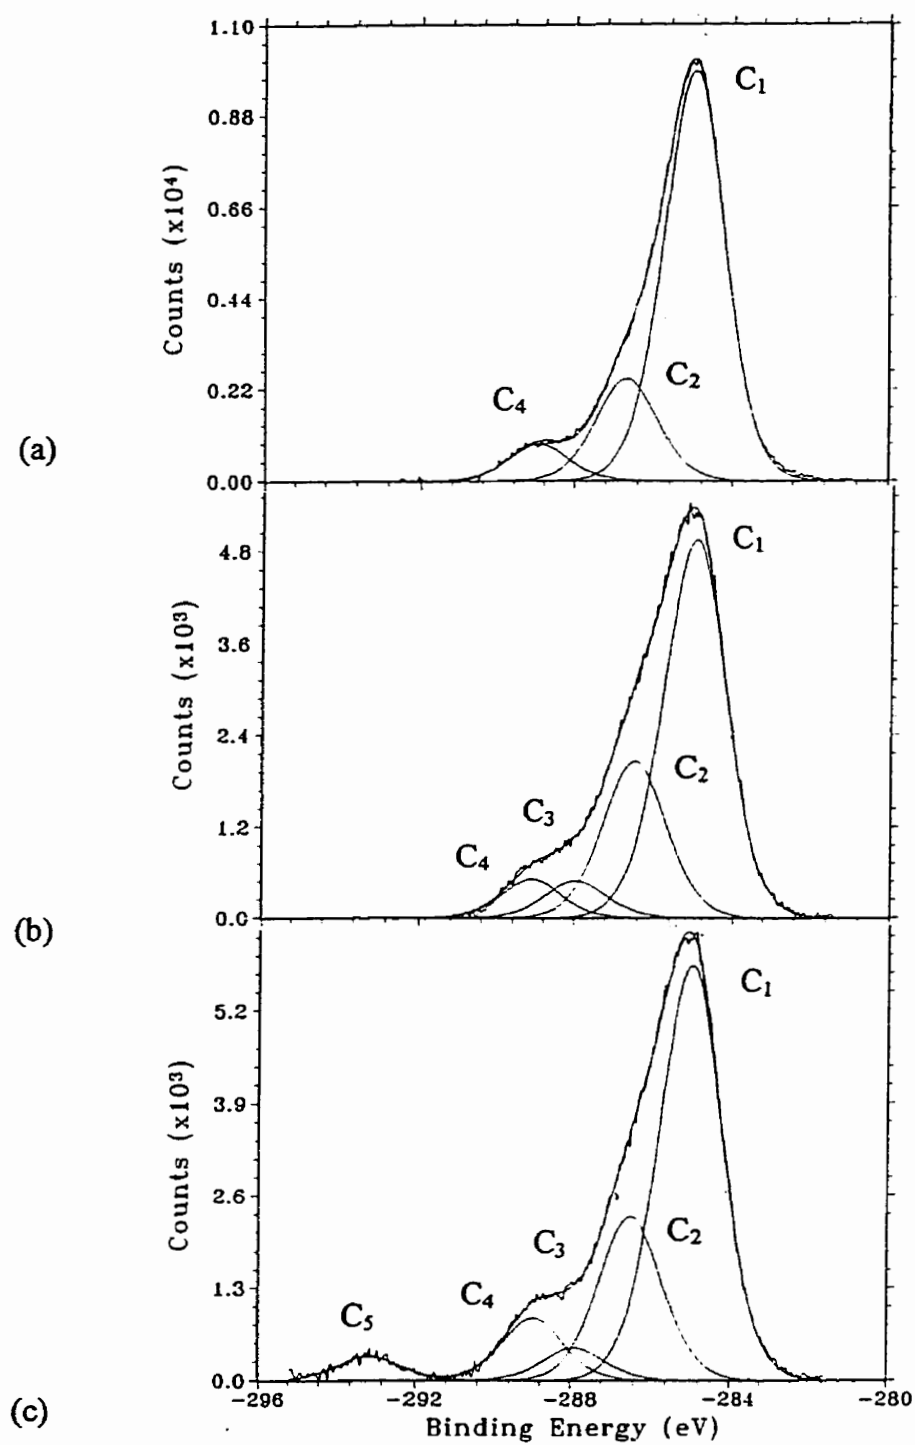 1.10
0.88
0.66
0.44
0.22
0.00
Counts (x10⁴)
C₁
C₂
C₄
(a)
4.8
3.6
2.4
1.2
0.0
Counts (x10³)
C₁
C₂
C₃
C₄
(b)
5.2
3.9
2.6
1.3
0.0
Counts (x10³)
C₁
C₂
C₃
C₄
C₅
(c)
-296 -292 -288 -284 -280
Binding Energy (eV)